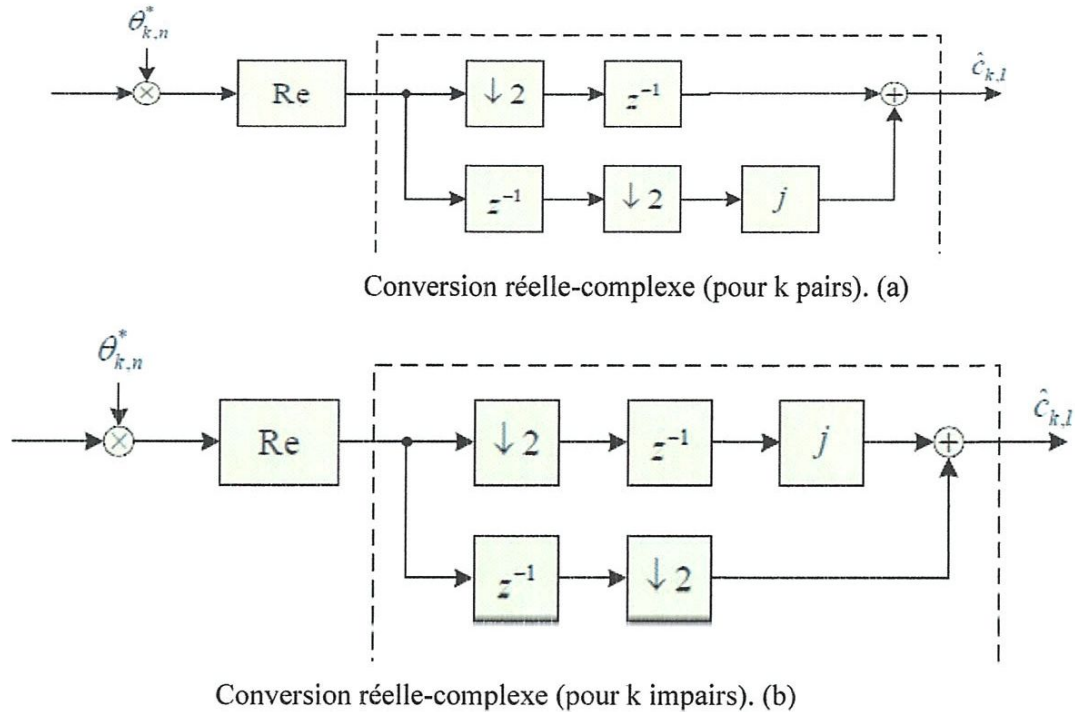 θ*k,n
Re
↓2
z⁻¹
ĉk,l
z⁻¹
↓2
j
Conversion réelle-complexe (pour k pairs). (a)
θ*k,n
Re
↓2
z⁻¹
j
ĉk,l
z⁻¹
↓2
Conversion réelle-complexe (pour k impairs). (b)